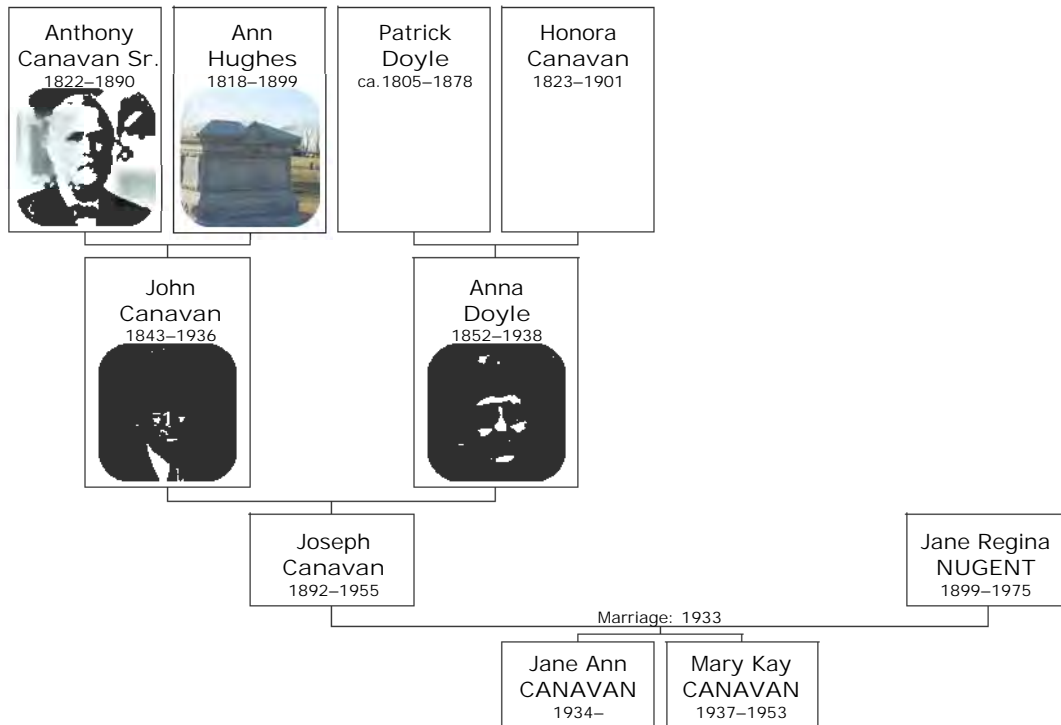 Anthony
Canavan Sr.
1822–1890
Ann
Hughes
1818–1899
Patrick
Doyle
ca.1805–1878
Honora
Canavan
1823–1901
John
Canavan
1843–1936
Anna
Doyle
1852–1938
Joseph
Canavan
1892–1955
Jane Regina
NUGENT
1899–1975
Marriage: 1933
Jane Ann
CANAVAN
1934–
Mary Kay
CANAVAN
1937–1953